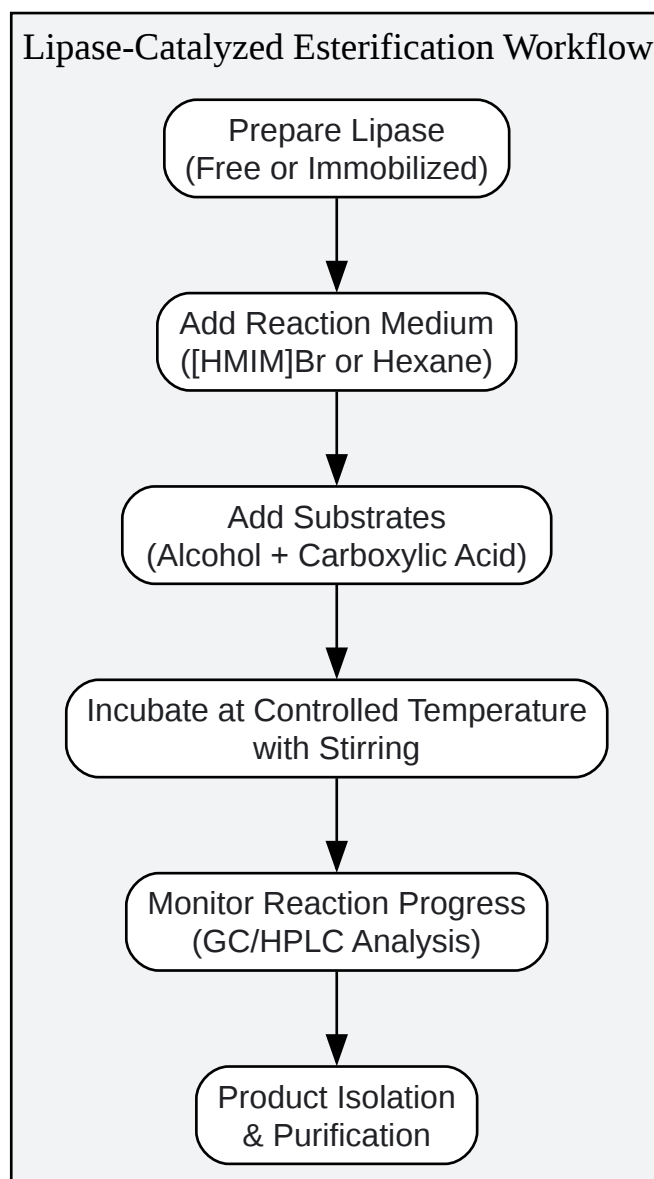 Lipase-Catalyzed Esterification Workflow
Prepare Lipase
(Free or Immobilized)
Add Reaction Medium
([HMIM]Br or Hexane)
Add Substrates
(Alcohol + Carboxylic Acid)
Incubate at Controlled Temperature
with Stirring
Monitor Reaction Progress
(GC/HPLC Analysis)
Product Isolation
& Purification